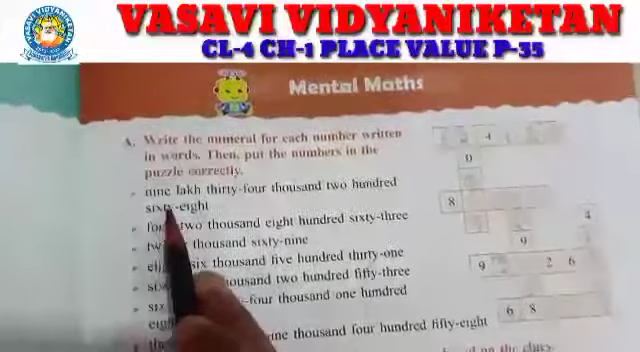 VASAVI VIDYANIKETAN
CL-4 CH-1 PLACE VALUE P-35
Mental Maths
A. Write the numeral for each number written
in words. Then, put the numbers in the
puzzle correctly.
nine lakh thirty-four thousand two hundred
sixty-eight
two thousand eight hundred sixty-three
thousand sixty-nine
six thousand five hundred thirty-one
thousand two hundred fifty-three
-four thousand one hundred
thousand four hundred fifty-eight
4
0
8
4
9
9 2 6
6 8